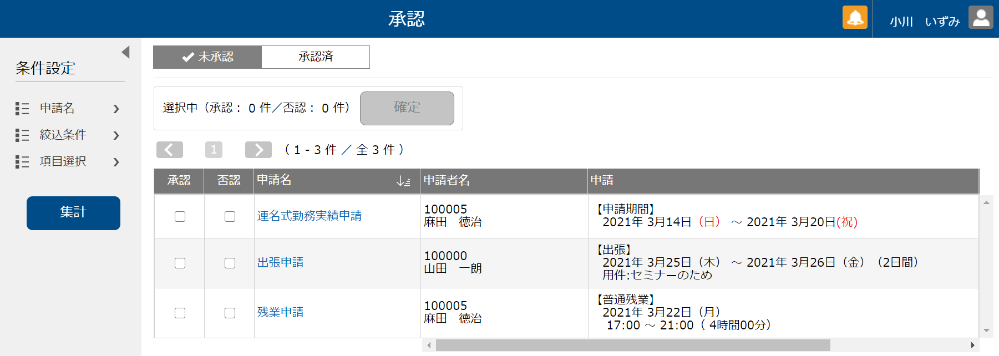 承認
小川　いずみ
条件設定
申請名
絞込条件
項目選択
集計
未承認
承認済
選択中（承認： 0 件／否認： 0 件）
確定
1
（ 1 - 3 件 ／ 全 3 件 ）
承認 否認 申請名 申請者名 申請
連名式勤務実績申請
100005
麻田　徳治
【申請期間】
2021年 3月14日（日） ～ 2021年 3月20日(祝)
出張申請
100000
山田　一朗
【出張】
2021年 3月25日（木） ～ 2021年 3月26日（金）（2日間）
用件:セミナーのため
残業申請
100005
麻田　徳治
【普通残業】
2021年 3月22日（月）
17:00 ～ 21:00（ 4時間00分）